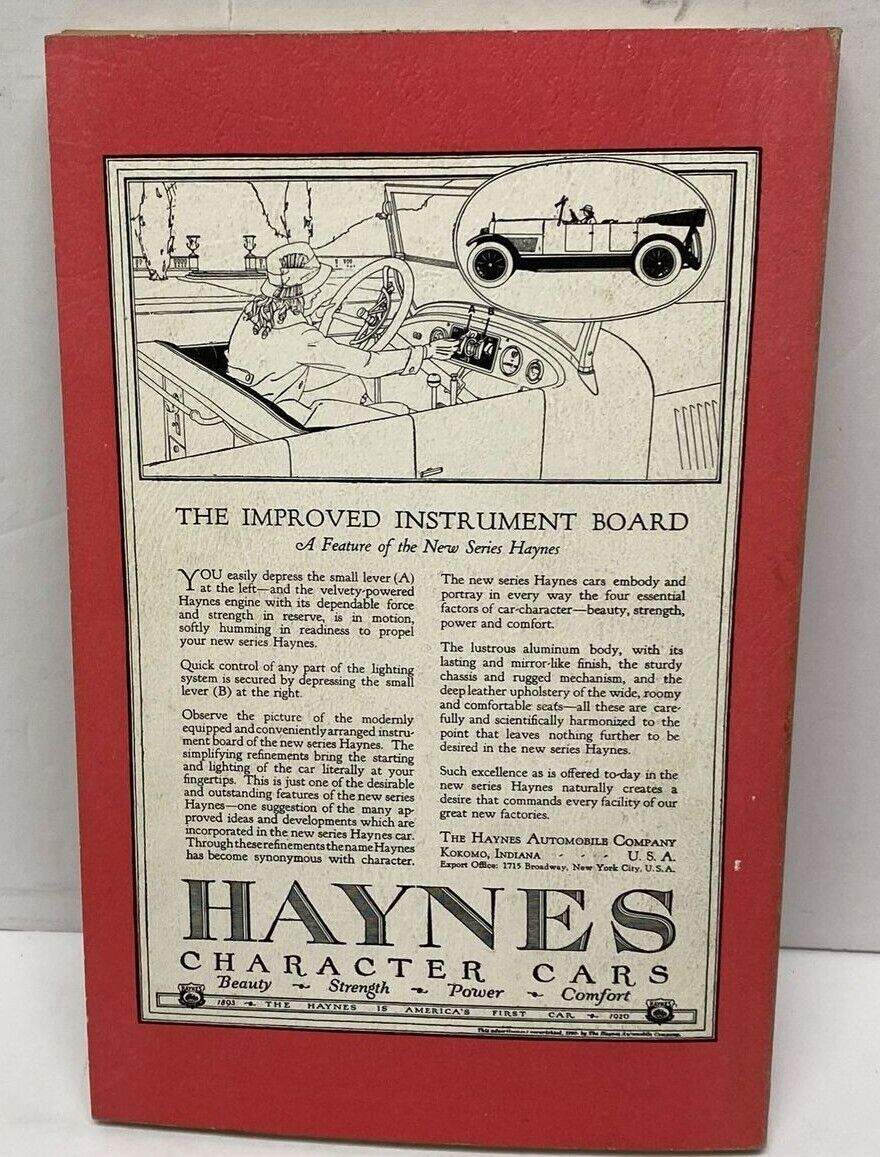 A B
THE IMPROVED INSTRUMENT BOARD
A Feature of the New Series Haynes
YOU easily depress the small lever (A)
at the left—and the velvety-powered
Haynes engine with its dependable force
and strength in reserve, is in motion,
softly humming in readiness to propel
your new series Haynes.
Quick control of any part of the lighting
system is secured by depressing the small
lever (B) at the right.
Observe the picture of the modernly
equipped and conveniently arranged instru-
ment board of the new series Haynes. The
simplifying refinements bring the starting
and lighting of the car literally at your
fingertips. This is just one of the desirable
and outstanding features of the new series
Haynes—one suggestion of the many ap-
proved ideas and developments which are
incorporated in the new series Haynes car.
Through these refinements the name Haynes
has become synonymous with character.
The new series Haynes cars embody and
portray in every way the four essential
factors of car-character—beauty, strength,
power and comfort.
The lustrous aluminum body, with its
lasting and mirror-like finish, the sturdy
chassis and rugged mechanism, and the
deep leather upholstery of the wide, roomy
and comfortable seats—all these are care-
fully and scientifically harmonized to the
point that leaves nothing further to be
desired in the new series Haynes.
Such excellence as is offered to-day in the
new series Haynes naturally creates a
desire that commands every facility of our
great new factories.
THE HAYNES AUTOMOBILE COMPANY
KOKOMO, INDIANA - - - U. S. A.
Export Office: 1715 Broadway, New York City, U.S.A.
HAYNES
CHARACTER CARS
Beauty ~ Strength ~ Power ~ Comfort
HAYNES
1893 ~ THE HAYNES IS AMERICA'S FIRST CAR ~ 1920
HAYNES
This advertisement copyrighted, 1920, by The Haynes Automobile Company.